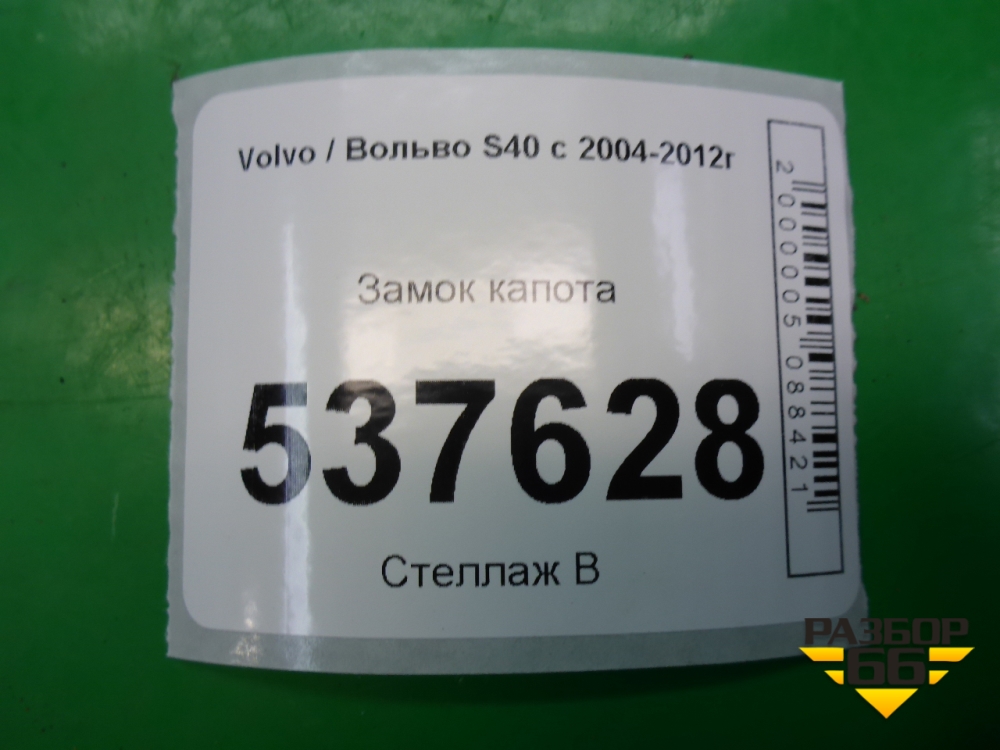 Volvo / Вольво S40 с 2004-2012г
Замок капота
537628
Стеллаж В
2000005088421
РАЗБОР
66